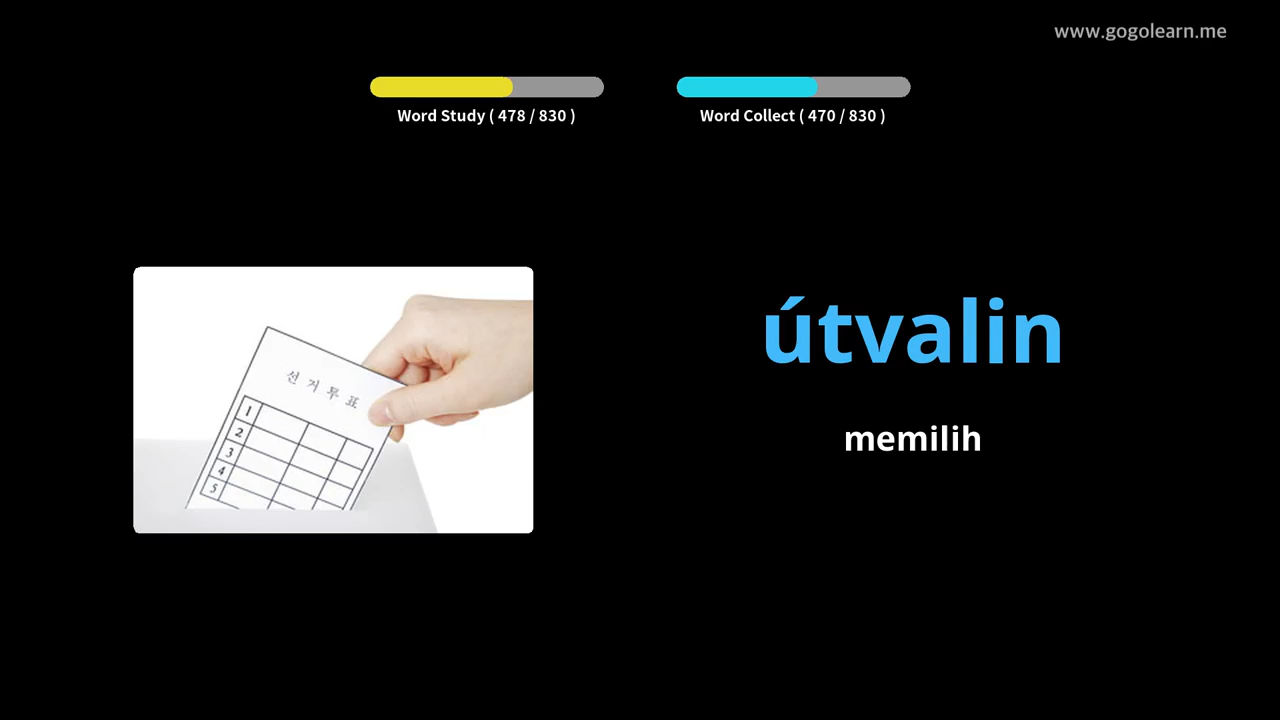 www.gogolearn.me
Word Study ( 478 / 830 )
Word Collect ( 470 / 830 )
선거투표
1
2
3
4
5
útvalin
memilih